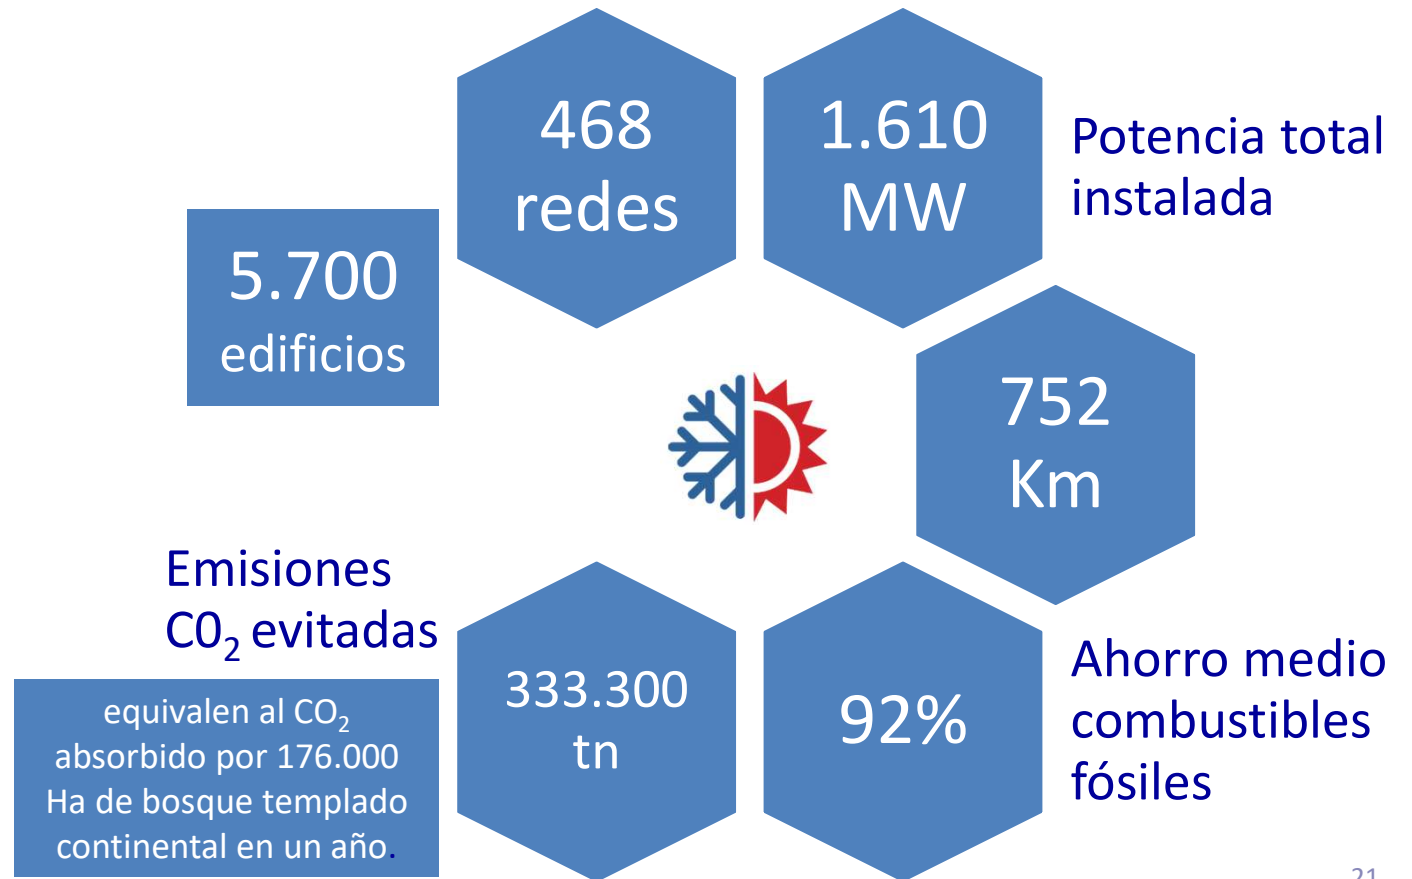 468
redes
1.610
MW
Potencia total
instalada
5.700
edificios
752
Km
Emisiones
C0₂ evitadas
equivalen al CO₂
absorbido por 176.000
Ha de bosque templado
continental en un año.
333.300
tn
92%
Ahorro medio
combustibles
fósiles
21